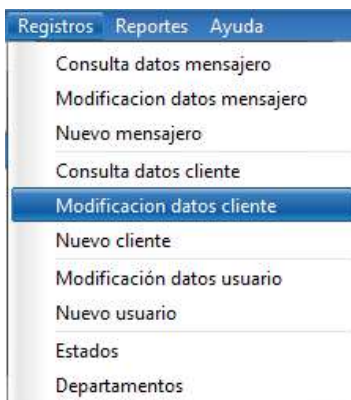 Registros Reportes Ayuda
Consulta datos mensajero
Modificacion datos mensajero
Nuevo mensajero
Consulta datos cliente
Modificacion datos cliente
Nuevo cliente
Modificación datos usuario
Nuevo usuario
Estados
Departamentos